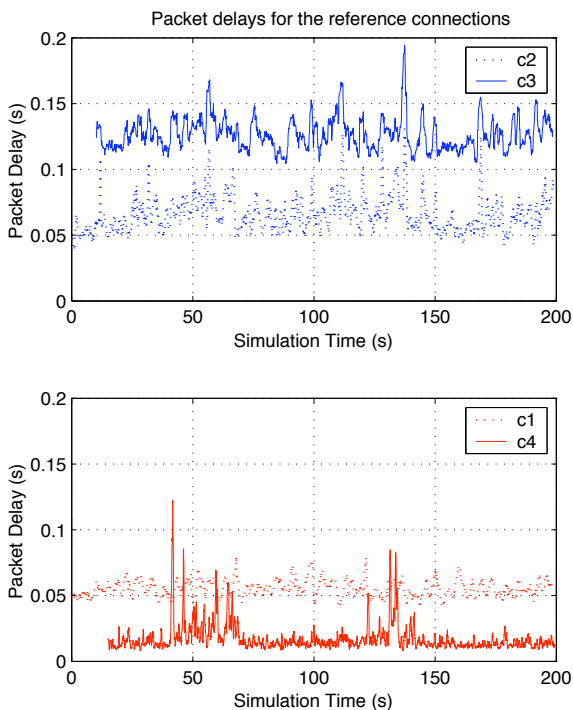 Packet delays for the reference connections
0.2
0.15
0.1
0.05
0
Packet Delay (s)
c2
c3
0 50 100 150 200
Simulation Time (s)
0.2
0.15
0.1
0.05
0
Packet Delay (s)
c1
c4
0 50 100 150 200
Simulation Time (s)